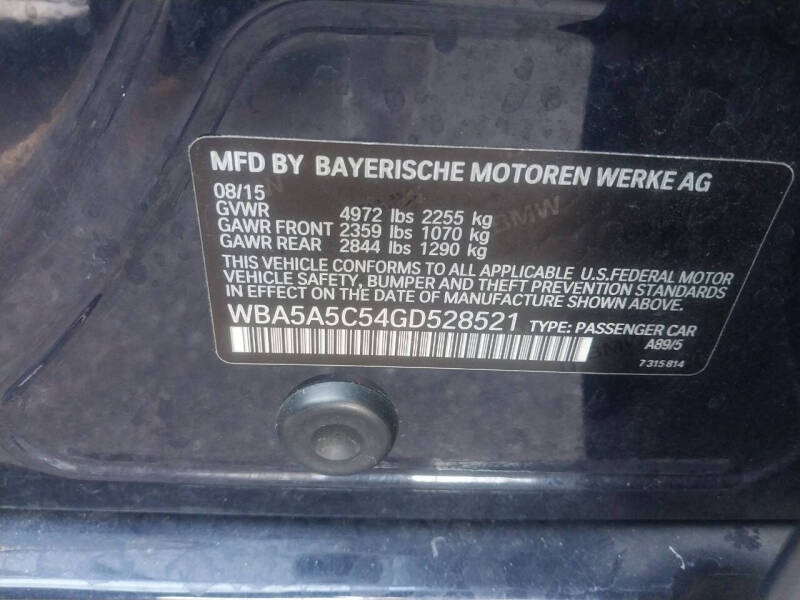 MFD BY BAYERISCHE MOTOREN WERKE AG
08/15
GVWR 4972 lbs 2255 kg
GAWR FRONT 2359 lbs 1070 kg
GAWR REAR 2844 lbs 1290 kg
THIS VEHICLE CONFORMS TO ALL APPLICABLE U.S.FEDERAL MOTOR
VEHICLE SAFETY, BUMPER AND THEFT PREVENTION STANDARDS
IN EFFECT ON THE DATE OF MANUFACTURE SHOWN ABOVE.
WBA5A5C54GD528521 TYPE: PASSENGER CAR
A89/5
7 315 814
BMW